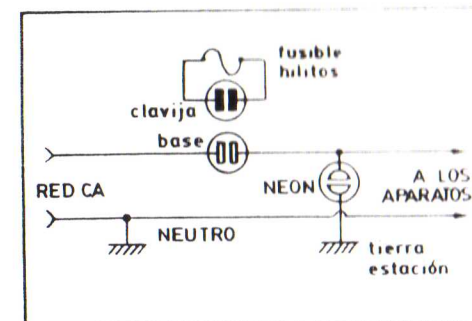 fusible
hilitos
clavija
base
RED CA
NEON
A LOS
APARATOS
NEUTRO
tierra
estación